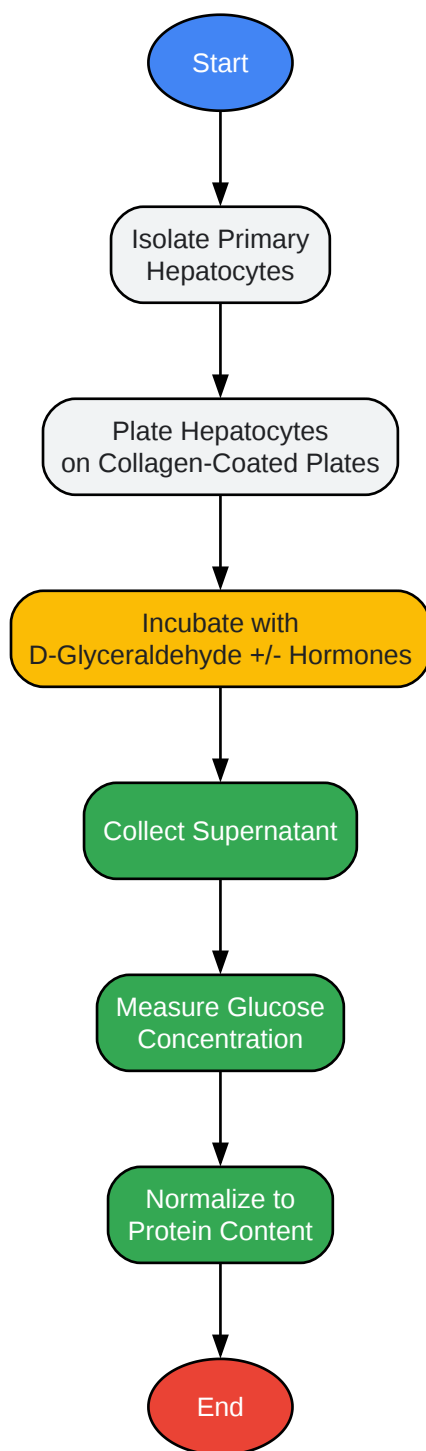 Start
Isolate Primary
Hepatocytes
Plate Hepatocytes
on Collagen-Coated Plates
Incubate with
D-Glyceraldehyde +/- Hormones
Collect Supernatant
Measure Glucose
Concentration
Normalize to
Protein Content
End